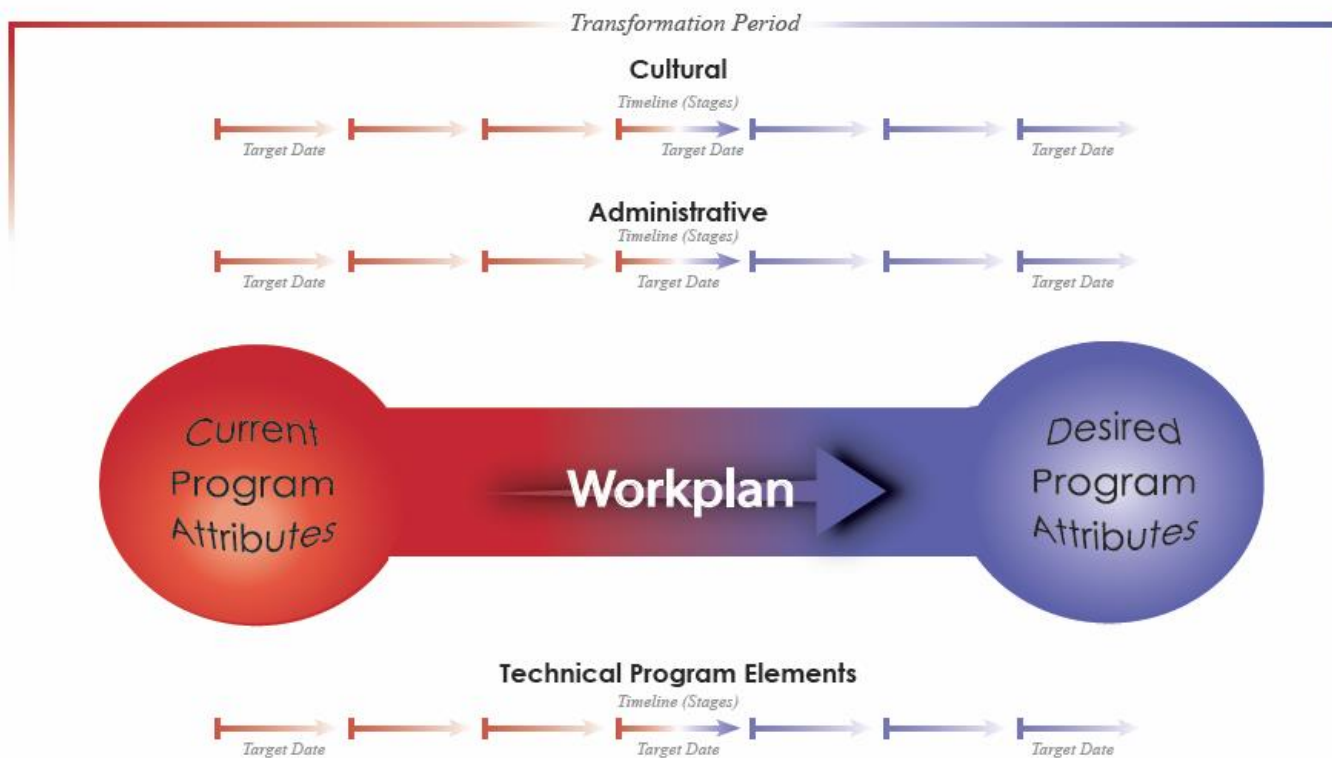 Transformation Period
Cultural
Timeline (Stages)
Target Date Target Date Target Date
Administrative
Timeline (Stages)
Target Date Target Date Target Date
Current
Program
Attributes
Workplan
Desired
Program
Attributes
Technical Program Elements
Timeline (Stages)
Target Date Target Date Target Date